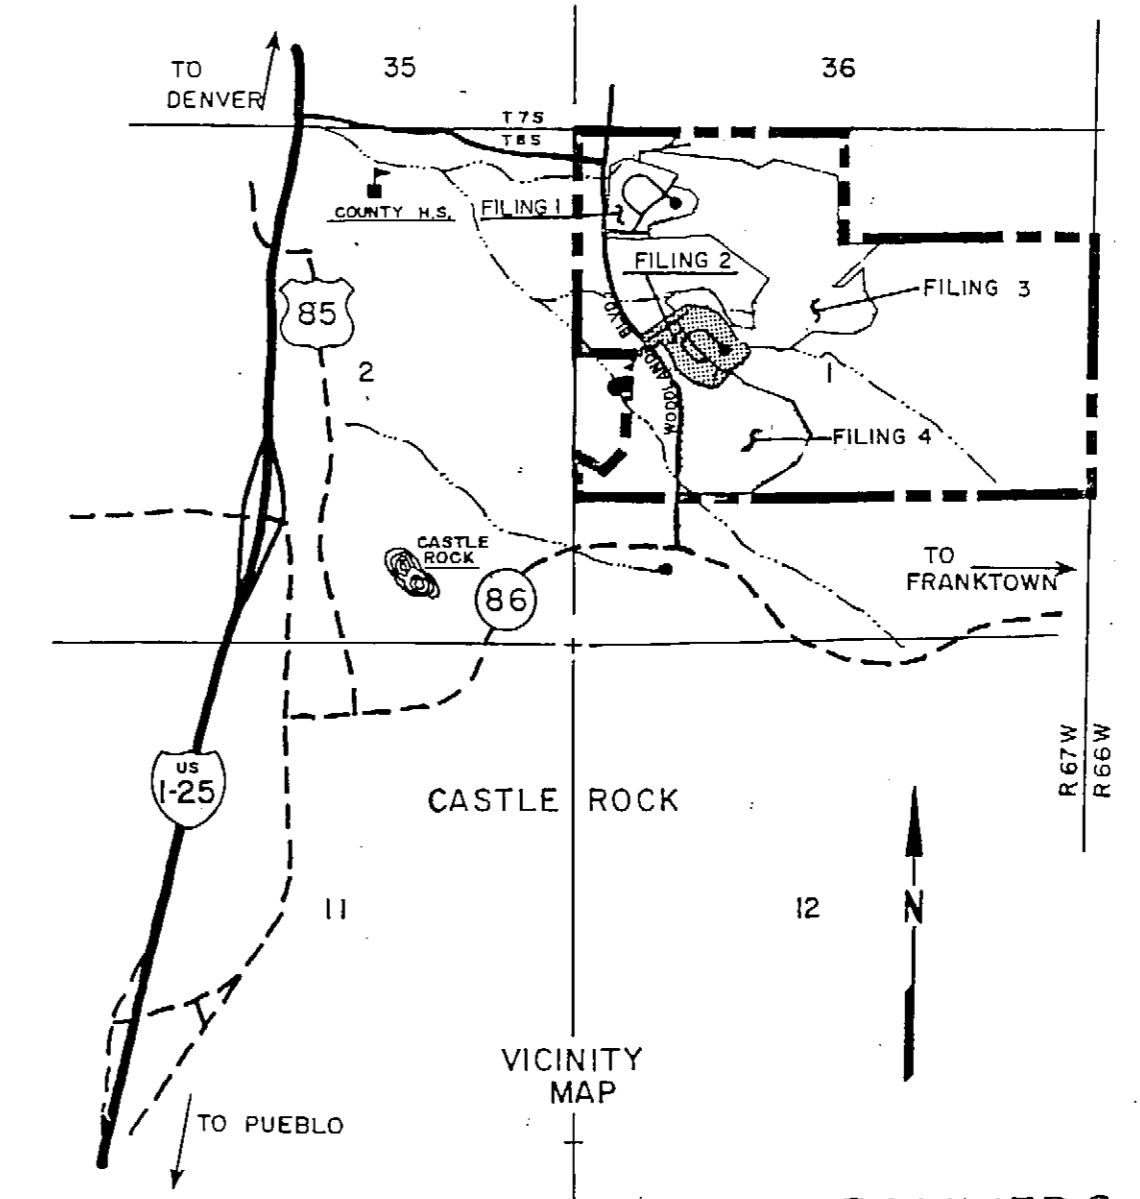 35
36
TO
DENVER
T7S
T8S
COUNTY H.S.
FILING 1
FILING 2
85
FILING 3
BLVD.
2
WOODLANDS
1
FILING 4
CASTLE
ROCK
TO
FRANKTOWN
86
R67W
R66W
US
I-25
CASTLE ROCK
11
12
N
VICINITY
MAP
TO PUEBLO